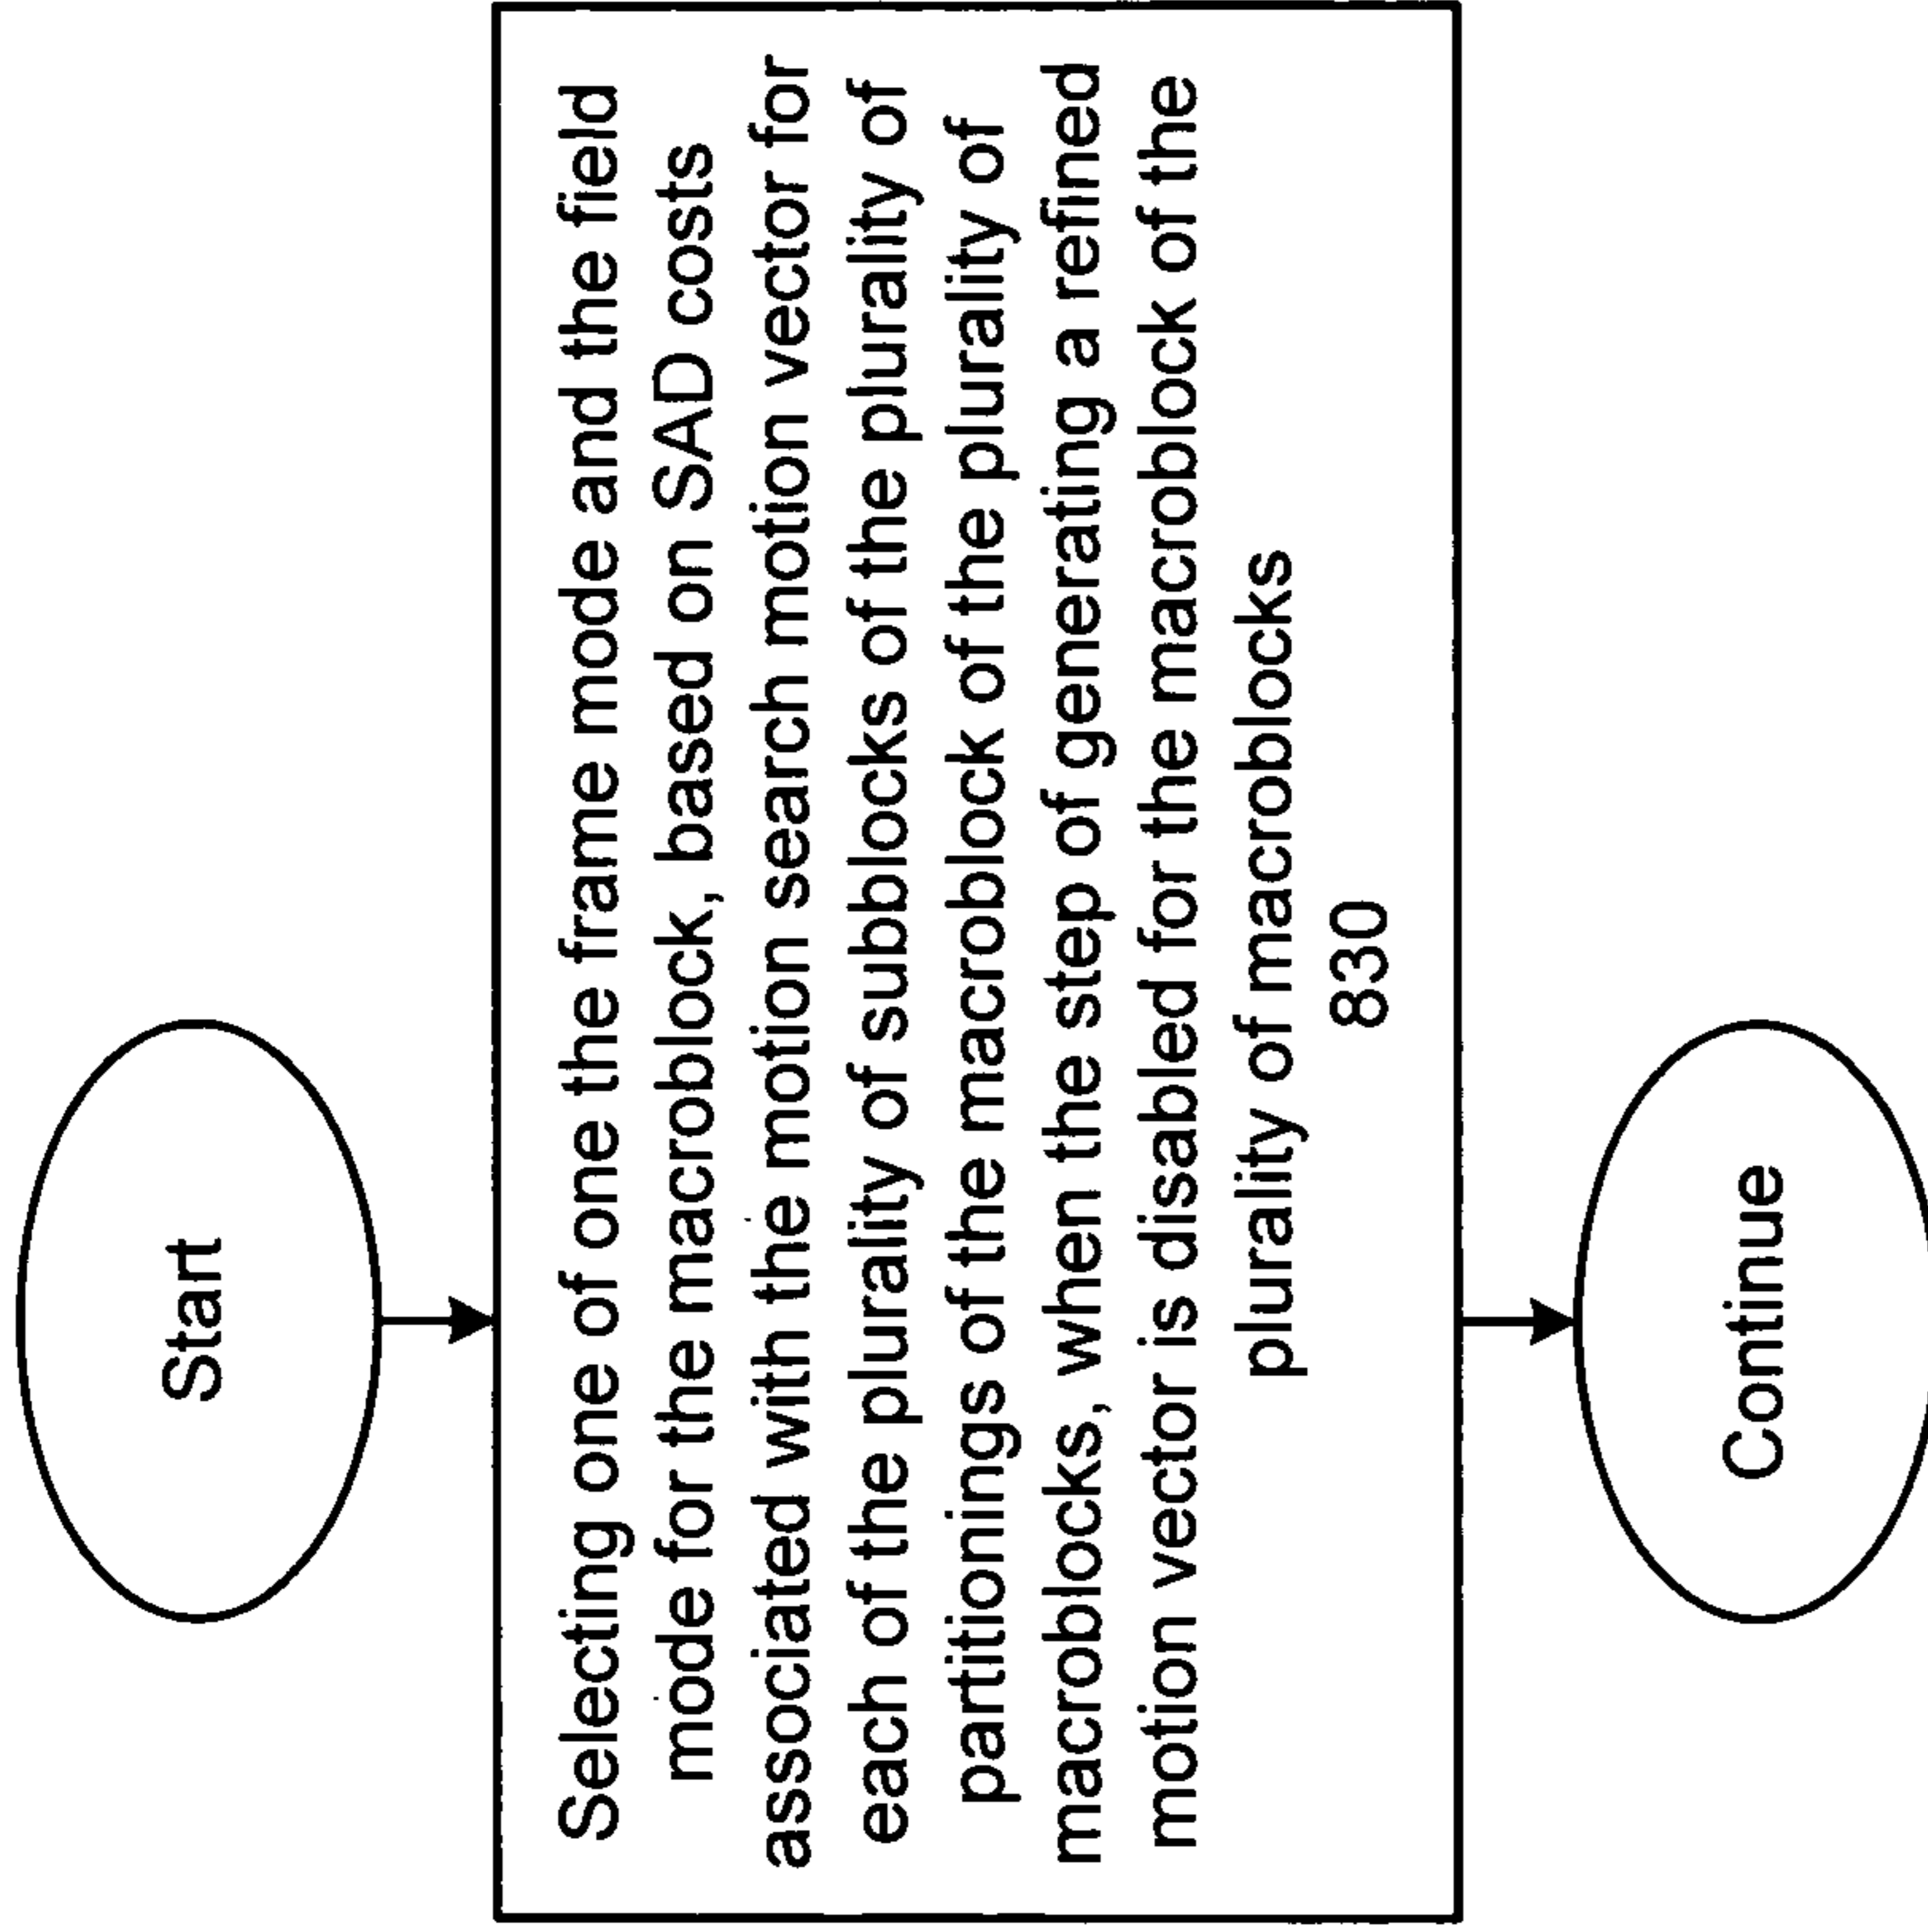 Start
Selecting one of one the frame mode and the field
mode for the macroblock, based on SAD costs
associated with the motion search motion vector for
each of the plurality of subblocks of the plurality of
partitionings of the macroblock of the plurality of
macroblocks, when the step of generating a refined
motion vector is disabled for the macroblock of the
plurality of macroblocks
830
Continue